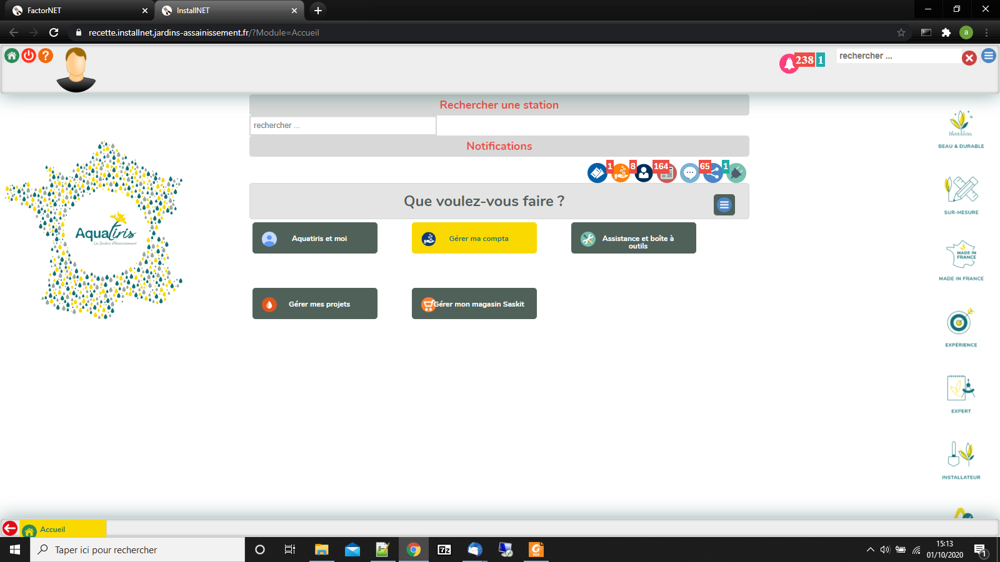 FactorNET
InstallNET
recette.installnet.jardins-assainissement.fr/?Module=Accueil
a
?
238 1
rechercher ...
Rechercher une station
rechercher ...
Notifications
1
8
164
65
1
Que voulez-vous faire ?
Aquatiris et moi
Gérer ma compta
Assistance et boîte à
outils
Gérer mes projets
Gérer mon magasin Saskit
Aquatiris
Les Jardins d'Assainissement
BEAU & DURABLE
SUR-MESURE
MADE IN
FRANCE
MADE IN FRANCE
EXPÉRIENCE
EXPERT
INSTALLATEUR
Accueil
Taper ici pour rechercher
7z
15:13
01/10/2020
1